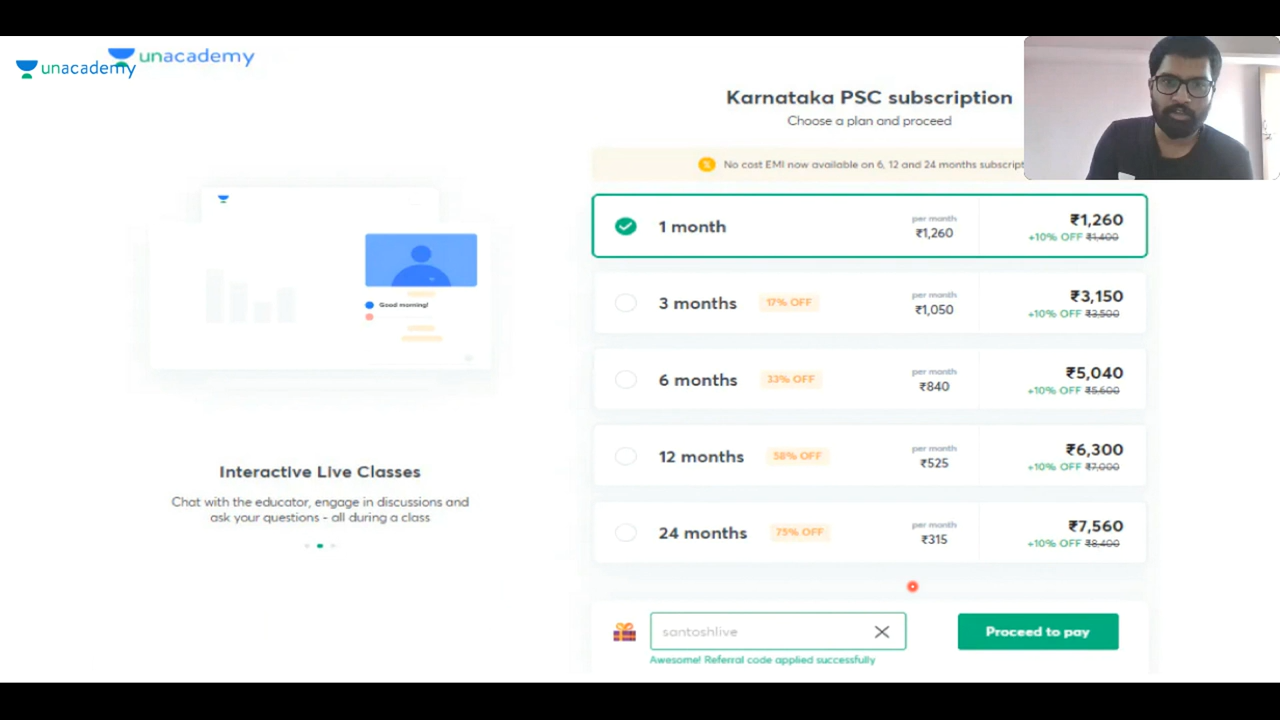 unacademy
unacademy
Karnataka PSC subscription
Choose a plan and proceed
No cost EMI now available on 6, 12 and 24 months
1 month
per month
₹1,260
₹1,260
+10% OFF ₹1,400
3 months
17% OFF
per month
₹1,050
₹3,150
+10% OFF ₹3,500
Good morning!
6 months
33% OFF
per month
₹840
₹5,040
+10% OFF ₹5,600
12 months
58% OFF
per month
₹525
₹6,300
+10% OFF ₹7,000
24 months
75% OFF
per month
₹315
₹7,560
+10% OFF ₹8,400
Interactive Live Classes
Chat with the educator, engage in discussions and
ask your questions - all during a class
santoshlive
Proceed to pay
Awesome! Referral code applied successfully